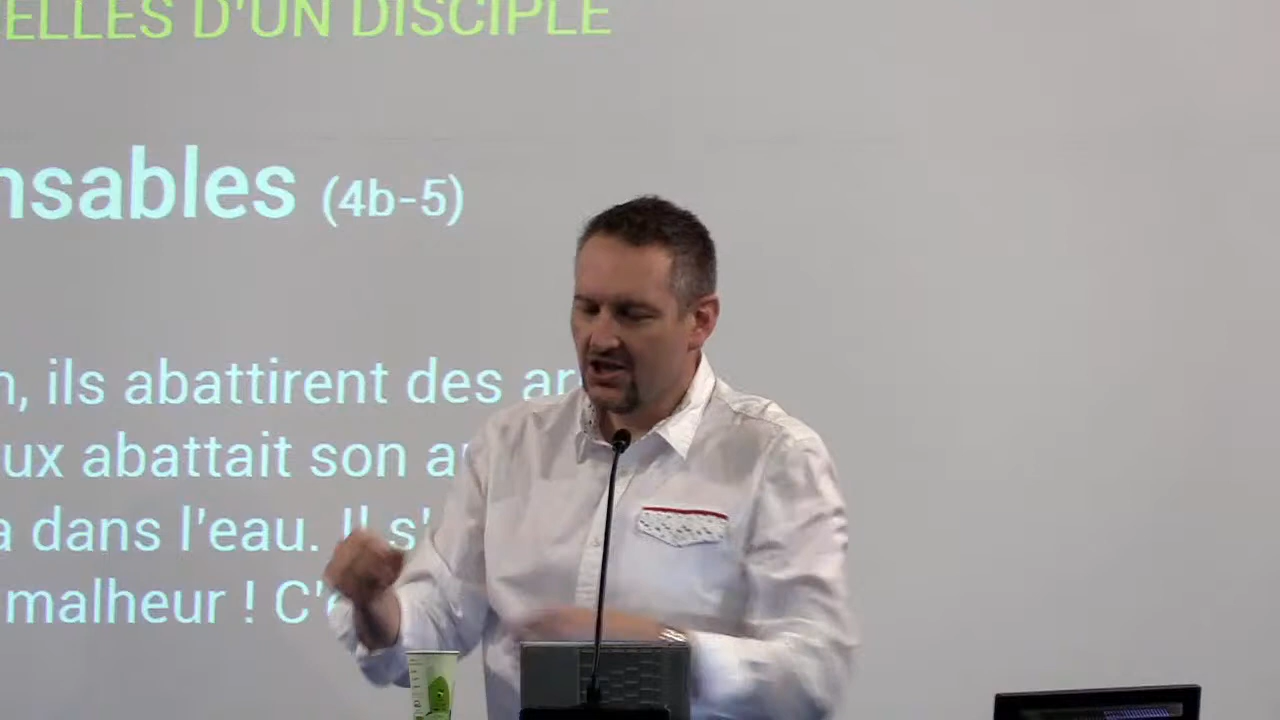 ELLES D'UN DISCIPLE
nsables (4b-5)
n, ils abattirent des ar
ux abattait son a
a dans l'eau. Il s'
malheur ! C'